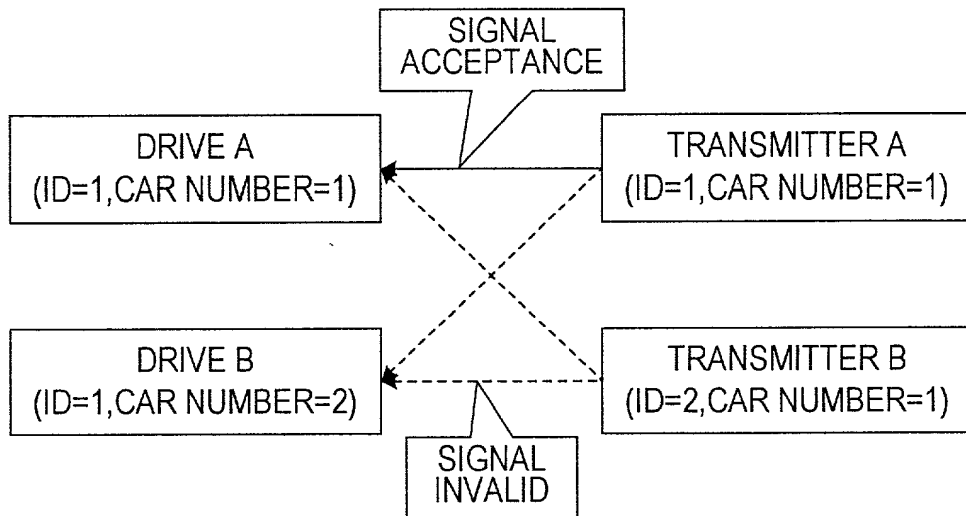 SIGNAL
ACCEPTANCE
DRIVE A
(ID=1,CAR NUMBER=1)
TRANSMITTER A
(ID=1,CAR NUMBER=1)
DRIVE B
(ID=1,CAR NUMBER=2)
TRANSMITTER B
(ID=2,CAR NUMBER=1)
SIGNAL
INVALID